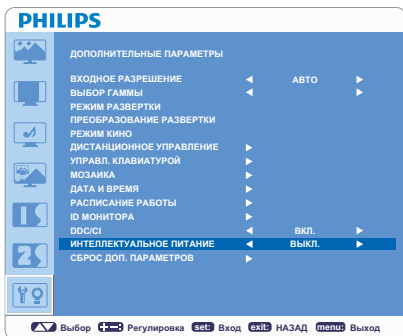 PHILIPS
ДОПОЛНИТЕЛЬНЫЕ ПАРАМЕТРЫ
ВХОДНОЕ РАЗРЕШЕНИЕ АВТО
ВЫБОР ГАММЫ
РЕЖИМ РАЗВЕРТКИ
ПРЕОБРАЗОВАНИЕ РАЗВЕРТКИ
РЕЖИМ КИНО
ДИСТАНЦИОННОЕ УПРАВЛЕНИЕ
УПРАВЛ. КЛАВИАТУРОЙ
МОЗАИКА
ДАТА И ВРЕМЯ
РАСПИСАНИЕ РАБОТЫ
ID МОНИТОРА
DDC/CI ВКЛ.
ИНТЕЛЛЕКТУАЛЬНОЕ ПИТАНИЕ ВЫКЛ.
СБРОС ДОП. ПАРАМЕТРОВ
Выбор Регулировка set: Вход exit: НАЗАД menu: Выход